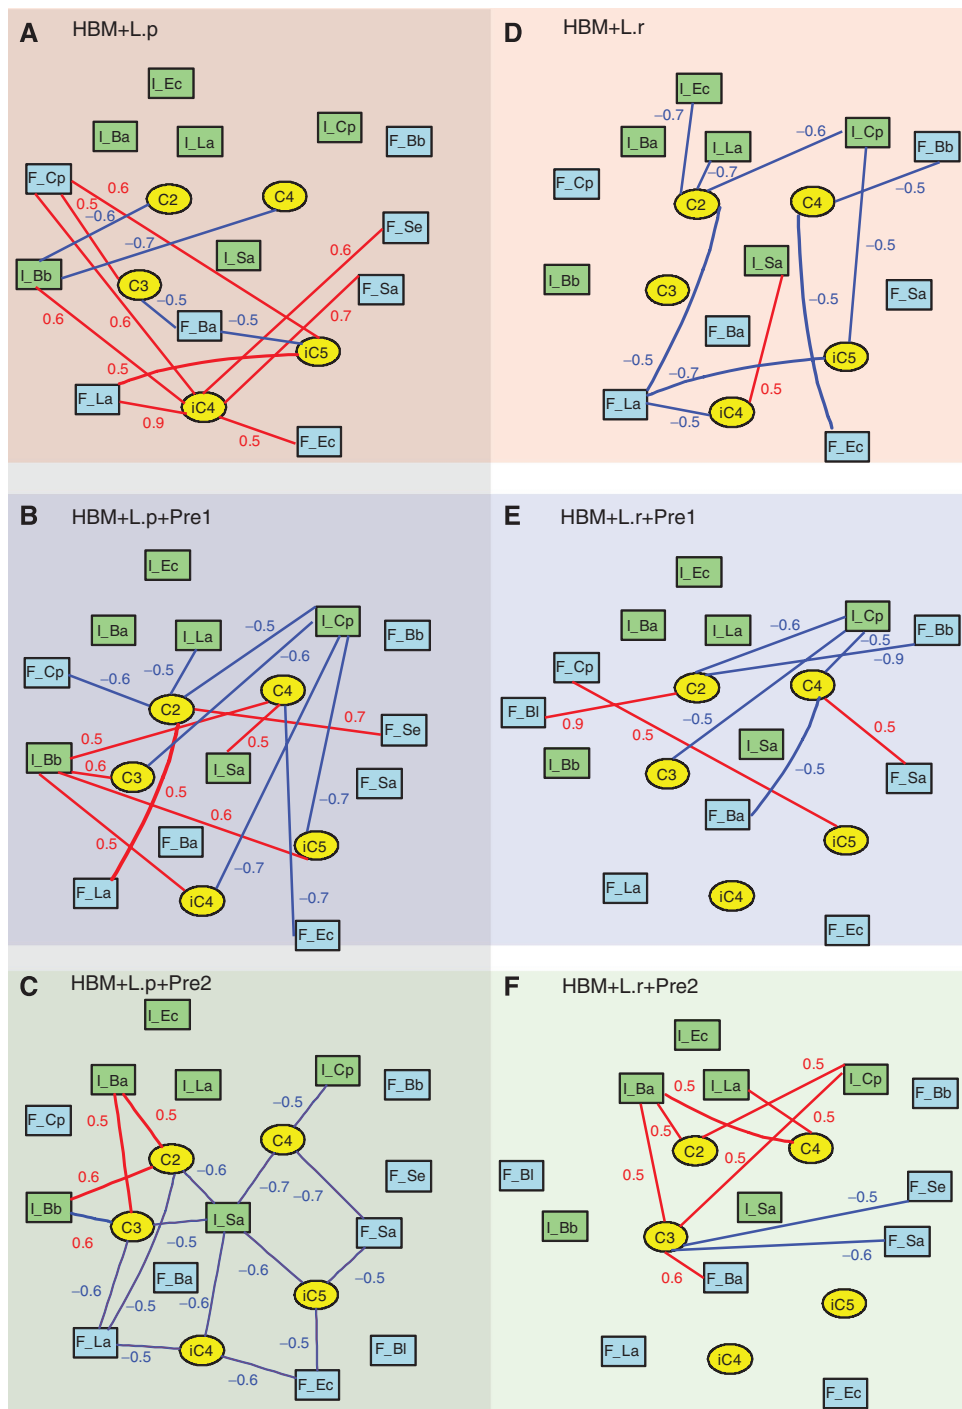 A HBM+L.p
I_Ec
I_Ba
I_La
I_Cp
F_Bb
F_Cp
0.6
0.5
C2
C4
−0.6
−0.7
F_Se
I_Bb
I_Sa
0.6
C3
−0.5
F_Sa
0.6
0.6
F_Ba
−0.5
0.7
iC5
0.5
F_La
iC4
0.9
0.5
F_Ec
D HBM+L.r
I_Ec
−0.7
I_Ba
I_La
−0.6
I_Cp
F_Bb
−0.7
F_Cp
C2
C4
−0.5
I_Sa
−0.5
I_Bb
C3
F_Sa
−0.5
F_Ba
−0.5
−0.7
iC5
F_La
0.5
iC4
−0.5
F_Ec
B HBM+L.p+Pre1
I_Ec
I_Ba
I_La
−0.5
I_Cp
F_Bb
−0.6
F_Cp
−0.5
−0.6
C4
C2
0.7
F_Se
0.5
0.5
I_Bb
0.6
C3
I_Sa
F_Sa
0.5
−0.7
0.6
0.5
F_Ba
iC5
−0.7
F_La
iC4
−0.7
F_Ec
E HBM+L.r+Pre1
I_Ec
I_Ba
I_La
−0.6
I_Cp
F_Bb
−0.5
−0.9
F_Cp
C2
C4
F_Bl
0.9
−0.5
0.5
0.5
I_Sa
I_Bb
C3
−0.5
F_Sa
F_Ba
iC5
F_La
iC4
F_Ec
C HBM+L.p+Pre2
I_Ec
I_Ba
I_La
I_Cp
F_Bb
−0.5
F_Cp
0.5
0.5
C4
C2
−0.6
0.6
−0.7
−0.7
F_Se
I_Bb
C3
I_Sa
F_Sa
0.6
−0.5
−0.6
−0.5
F_Ba
−0.6
−0.5
−0.6
iC5
F_La
−0.5
iC4
−0.5
F_Bl
−0.6
F_Ec
F HBM+L.r+Pre2
I_Ec
0.5
I_Ba
0.5
I_La
I_Cp
F_Bb
0.5
0.5
C2
0.5
C4
0.5
F_Bl
−0.5
F_Se
I_Sa
I_Bb
C3
−0.6
F_Sa
0.6
F_Ba
iC5
F_La
iC4
F_Ec